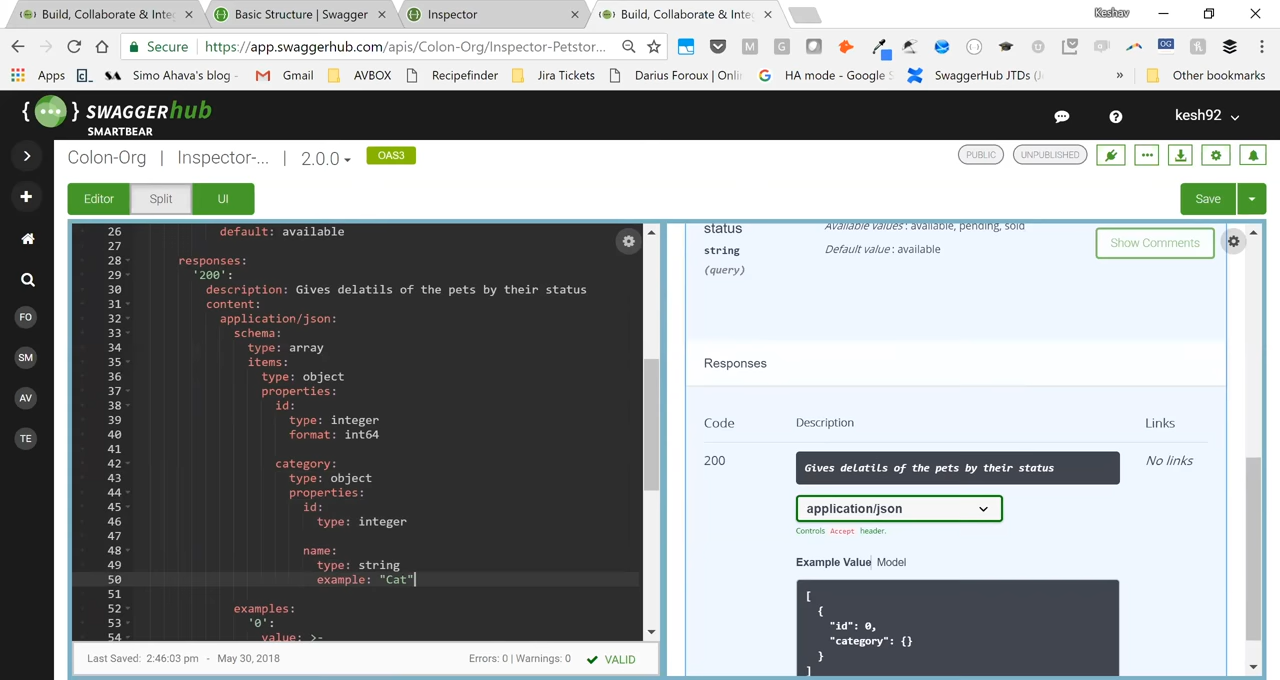 Build, Collaborate & Inte
Basic Structure | Swagger
Inspector
Build, Collaborate & Inte
Keshav
Secure
https://app.swaggerhub.com/apis/Colon-Org/Inspector-Petstor...
Apps
Simo Ahava's blog -
Gmail
AVBOX
Recipefinder
Jira Tickets
Darius Foroux | Onli
HA mode - Google S
SwaggerHub JTDs (J
»
Other bookmarks
{ ... } SWAGGERhub
SMARTBEAR
kesh92
Colon-Org | Inspector-... | 2.0.0
OAS3
PUBLIC
UNPUBLISHED
Editor
Split
UI
Save
26 default: available
27
28 responses:
29 '200':
30 description: Gives delatils of the pets by their status
31 content:
32 application/json:
33 schema:
34 type: array
35 items:
36 type: object
37 properties:
38 id:
39 type: integer
40 format: int64
41
42 category:
43 type: object
44 properties:
45 id:
46 type: integer
47
48 name:
49 type: string
50 example: "Cat"
51
52 examples:
53 '0':
54 value: >-
Last Saved: 2:46:03 pm - May 30, 2018
Errors: 0 | Warnings: 0
VALID
FO
SM
AV
TE
status
string
(query)
Available values : available, pending, sold
Default value : available
Show Comments
Responses
Code
Description
Links
200
Gives delatils of the pets by their status
No links
application/json
Controls Accept header.
Example Value
Model
[
{
"id": 0,
"category": {}
}
]